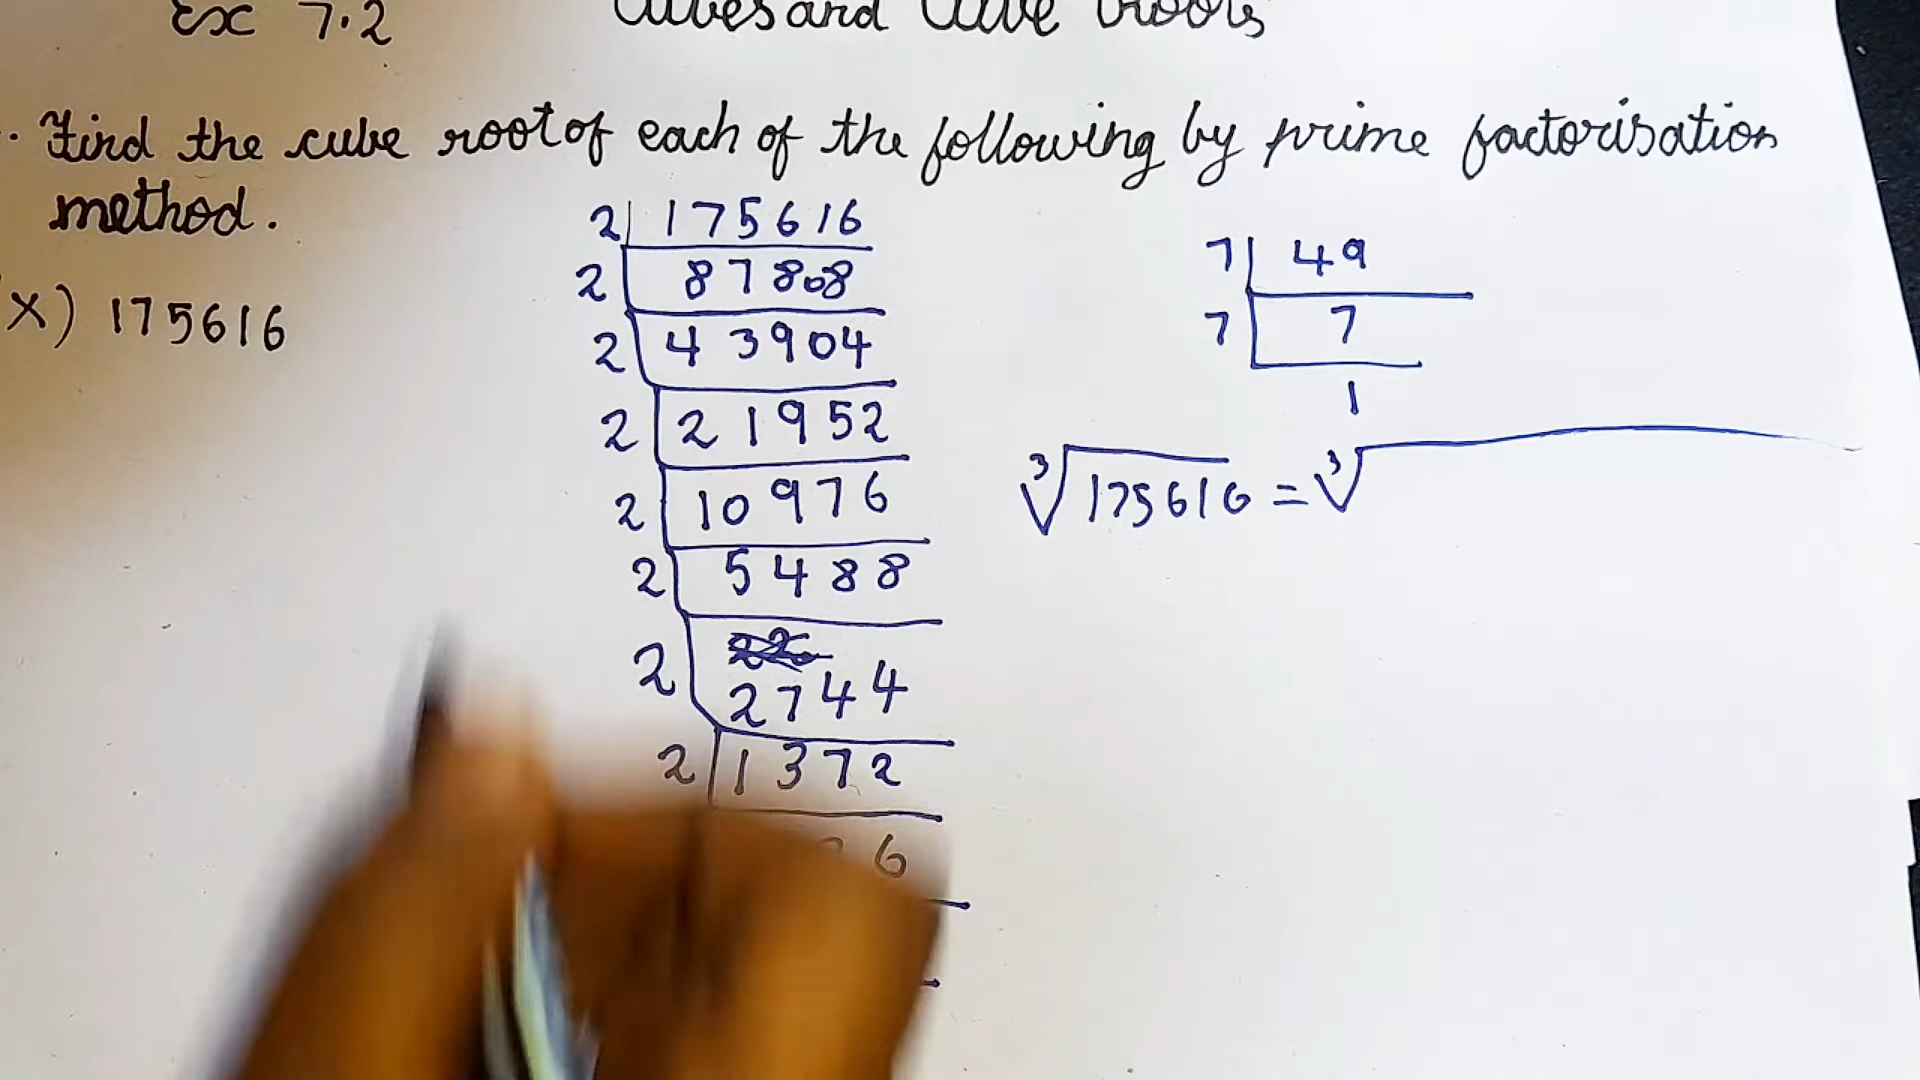 Ex 7.2 Cubes and Cube Roots
Find the cube root of each of the following by prime factorisation
method.
x) 175616
2 175616
2 87808
2 43904
2 21952
2 10976
2 5488
2 2744
2 1372
6
7 49
7 7
1
∛175616 = ∛